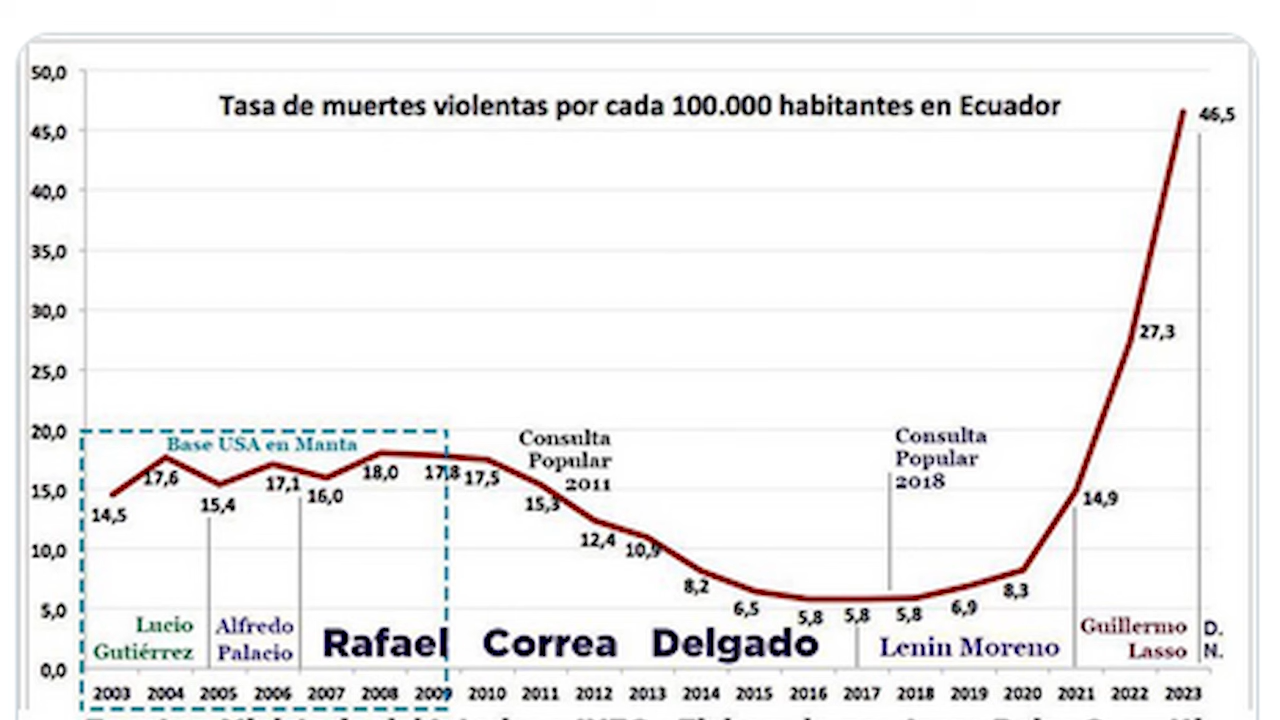 50,0
Tasa de muertes violentas por cada 100.000 habitantes en Ecuador
46,5
45,0
40,0
35,0
30,0
27,3
25,0
20,0
Base USA en Manta
Consulta
Popular
2011
Consulta
Popular
2018
15,0
14,5
17,6
15,4
17,1
16,0
18,0
17,8
17,5
15,3
12,4
10,9
8,2
6,5
5,8
5,8
5,8
6,9
8,3
14,9
10,0
5,0
Lucio
Gutiérrez
Alfredo
Palacio
Rafael Correa Delgado
Lenin Moreno
Guillermo
Lasso
D.
N.
0,0
2003 2004 2005 2006 2007 2008 2009 2010 2011 2012 2013 2014 2015 2016 2017 2018 2019 2020 2021 2022 2023